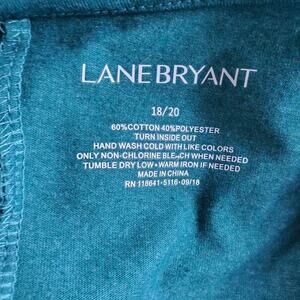 LANE BRYANT
18/20
60%COTTON 40%POLYESTER
TURN INSIDE OUT
HAND WASH COLD WITH LIKE COLORS
ONLY NON-CHLORINE BLEACH WHEN NEEDED
TUMBLE DRY LOW•WARM IRON IF NEEDED
MADE IN CHINA
RN 118641-5116-09/18